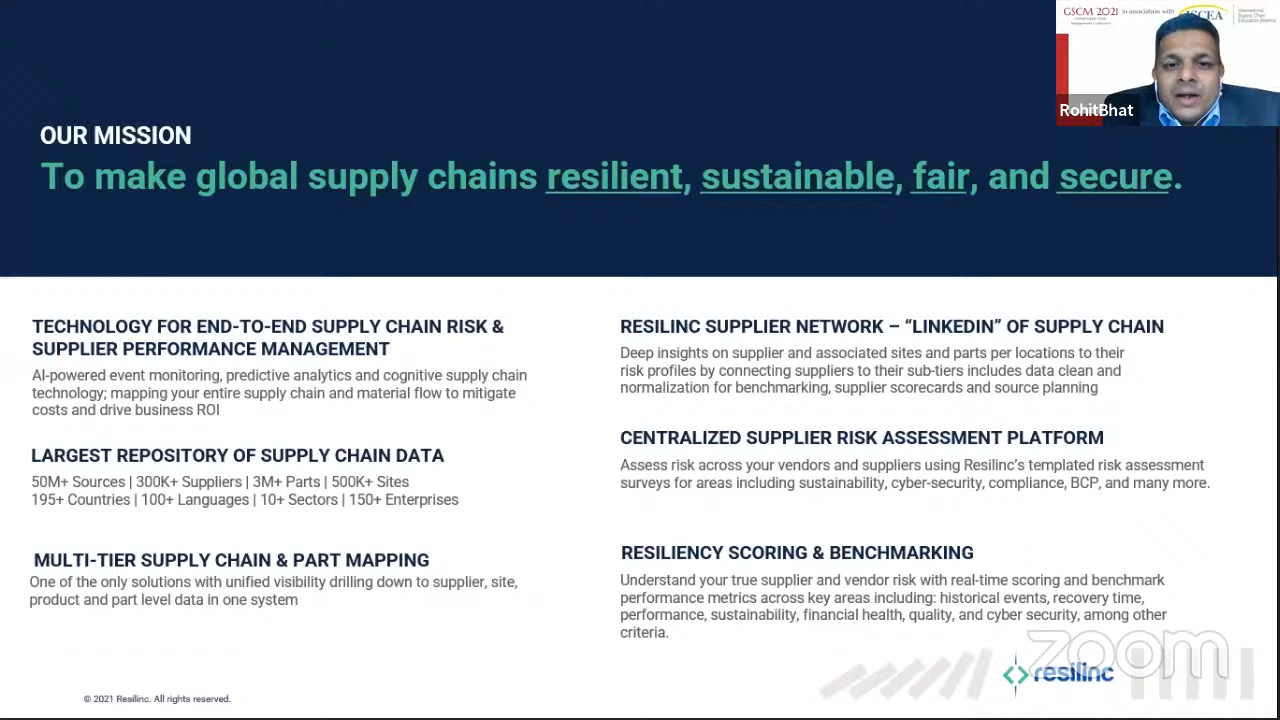 GSCM 2021 in association with ISCEA
International
Supply Chain
Education Alliance
RohitBhat
OUR MISSION
To make global supply chains resilient, sustainable, fair, and secure.
TECHNOLOGY FOR END-TO-END SUPPLY CHAIN RISK &
SUPPLIER PERFORMANCE MANAGEMENT
AI-powered event monitoring, predictive analytics and cognitive supply chain
technology; mapping your entire supply chain and material flow to mitigate
costs and drive business ROI
LARGEST REPOSITORY OF SUPPLY CHAIN DATA
50M+ Sources | 300K+ Suppliers | 3M+ Parts | 500K+ Sites
195+ Countries | 100+ Languages | 10+ Sectors | 150+ Enterprises
MULTI-TIER SUPPLY CHAIN & PART MAPPING
One of the only solutions with unified visibility drilling down to supplier, site,
product and part level data in one system
RESILINC SUPPLIER NETWORK – “LINKEDIN” OF SUPPLY CHAIN
Deep insights on supplier and associated sites and parts per locations to their
risk profiles by connecting suppliers to their sub-tiers includes data clean and
normalization for benchmarking, supplier scorecards and source planning
CENTRALIZED SUPPLIER RISK ASSESSMENT PLATFORM
Assess risk across your vendors and suppliers using Resilinc’s templated risk assessment
surveys for areas including sustainability, cyber-security, compliance, BCP, and many more.
RESILIENCY SCORING & BENCHMARKING
Understand your true supplier and vendor risk with real-time scoring and benchmark
performance metrics across key areas including: historical events, recovery time,
performance, sustainability, financial health, quality, and cyber security, among other
criteria.
zoom
resilinc
© 2021 Resilinc. All rights reserved.